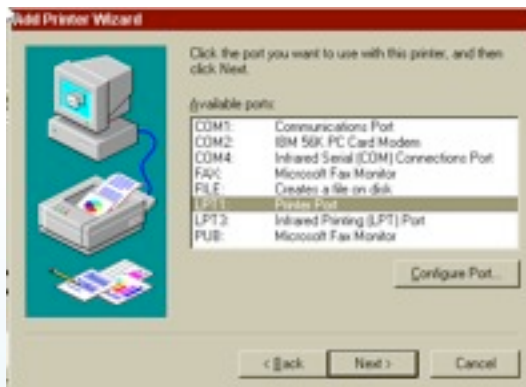 Add Printer Wizard
Click the port you want to use with this printer, and then
click Next.
Available ports:
COM1: Communications Port
COM2: IBM 56K PC Card Modem
COM4: Infrared Serial (COM) Connections Port
FAX: Microsoft Fax Monitor
FILE: Creates a file on disk
LPT1: Printer Port
LPT3: Infrared Printing (LPT) Port
PUB: Microsoft Fax Monitor
Configure Port...
< Back Next > Cancel